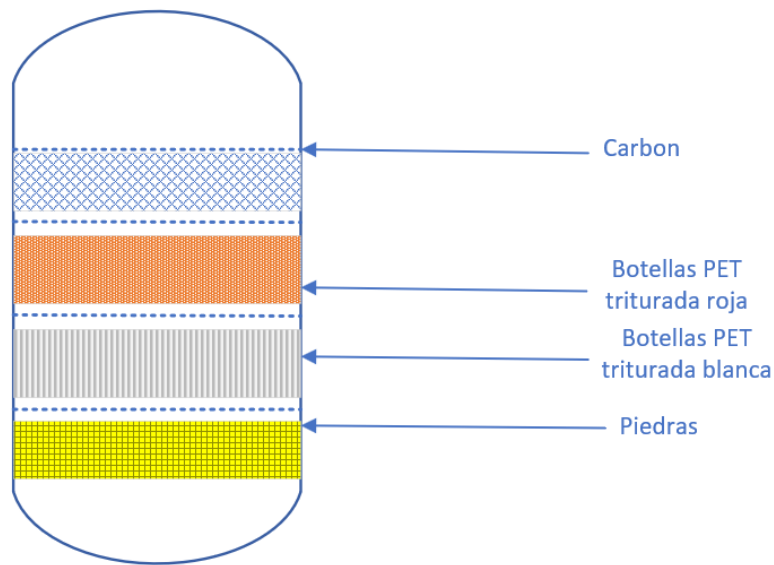 Carbon
Botellas PET
triturada roja
Botellas PET
triturada blanca
Piedras